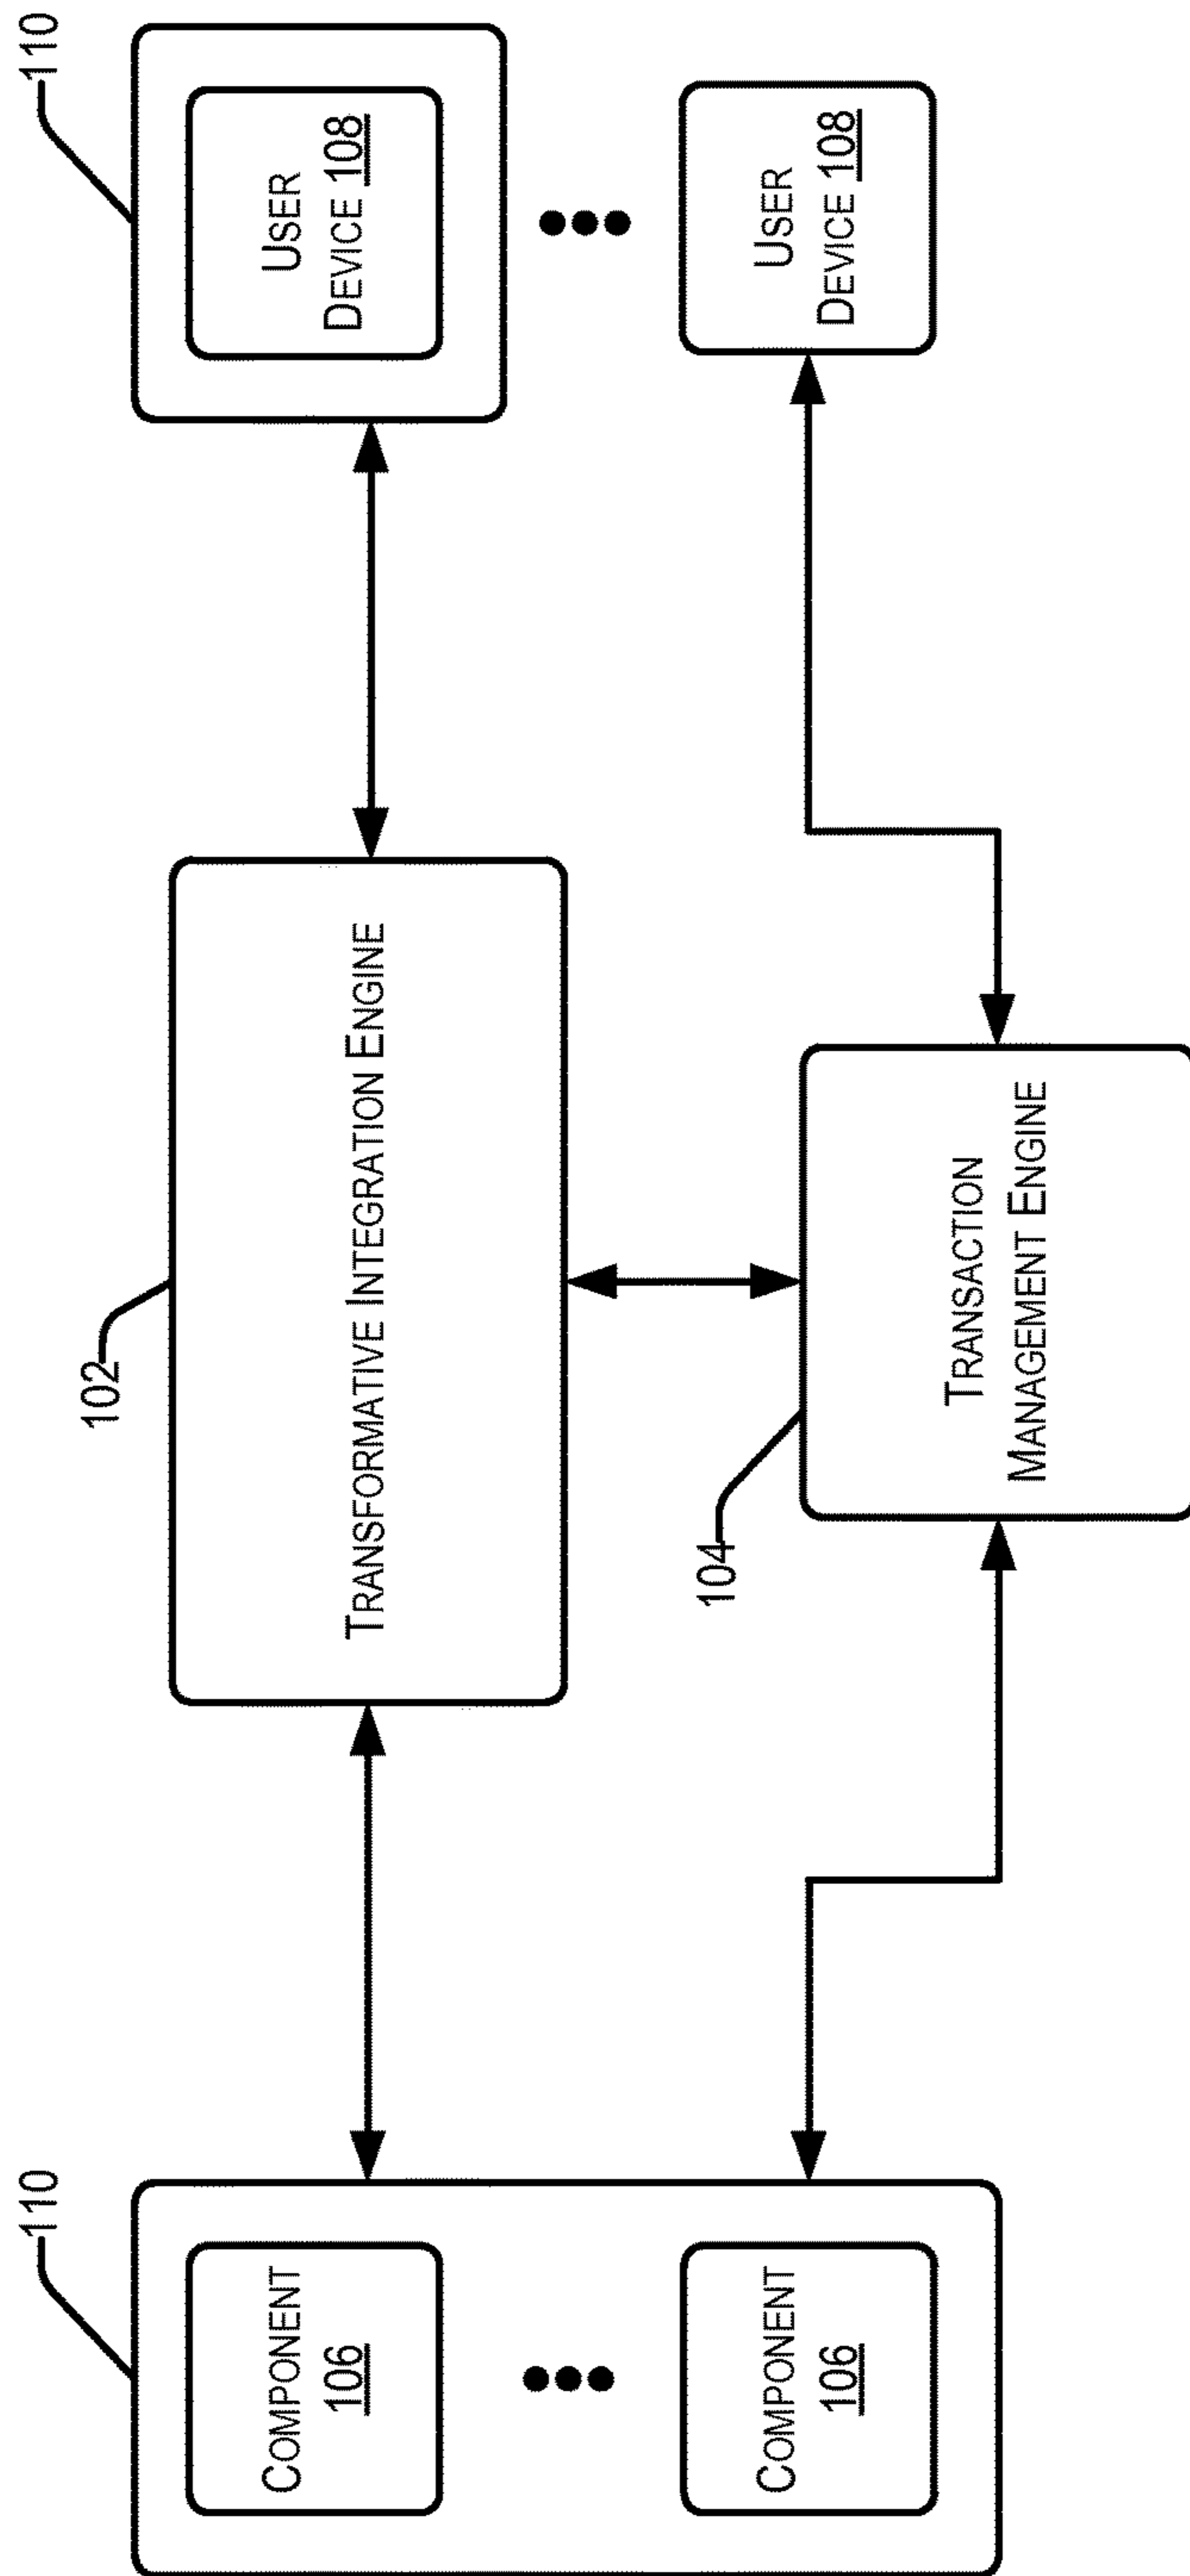 110
102
110
COMPONENT
106
TRANSFORMATIVE INTEGRATION ENGINE
USER
DEVICE 108
104
COMPONENT
106
TRANSACTION
MANAGEMENT ENGINE
USER
DEVICE 108